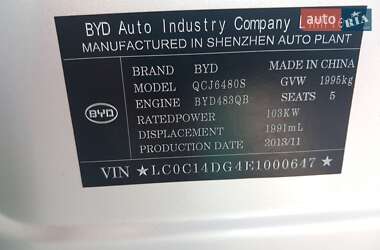 BYD Auto Industry Company Limited
MANUFACTURED IN SHENZHEN AUTO PLANT
BRAND BYD MADE IN CHINA
MODEL QCJ6480S GVW 1995kg
ENGINE BYD483QB SEATS 5
RATEDPOWER 103KW
DISPLACEMENT 1991mL
PRODUCTION DATE 2013/11
BYD
VIN ★LC0C14DG4E1000647★
auto RIA